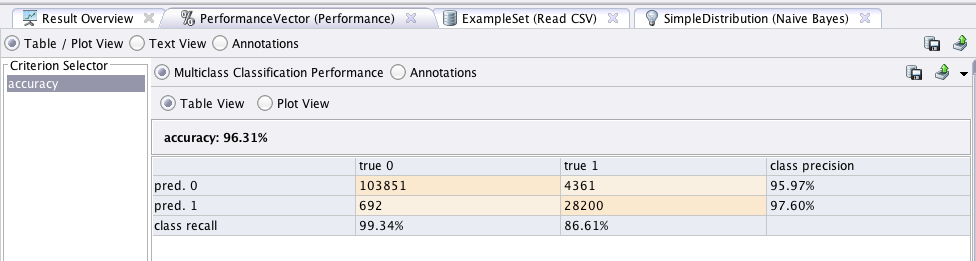 Result Overview PerformanceVector (Performance) ExampleSet (Read CSV) SimpleDistribution (Naive Bayes)
Table / Plot View Text View Annotations
Criterion Selector
accuracy
Multiclass Classification Performance Annotations
Table View Plot View
accuracy: 96.31%
true 0 true 1 class precision
pred. 0 103851 4361 95.97%
pred. 1 692 28200 97.60%
class recall 99.34% 86.61%